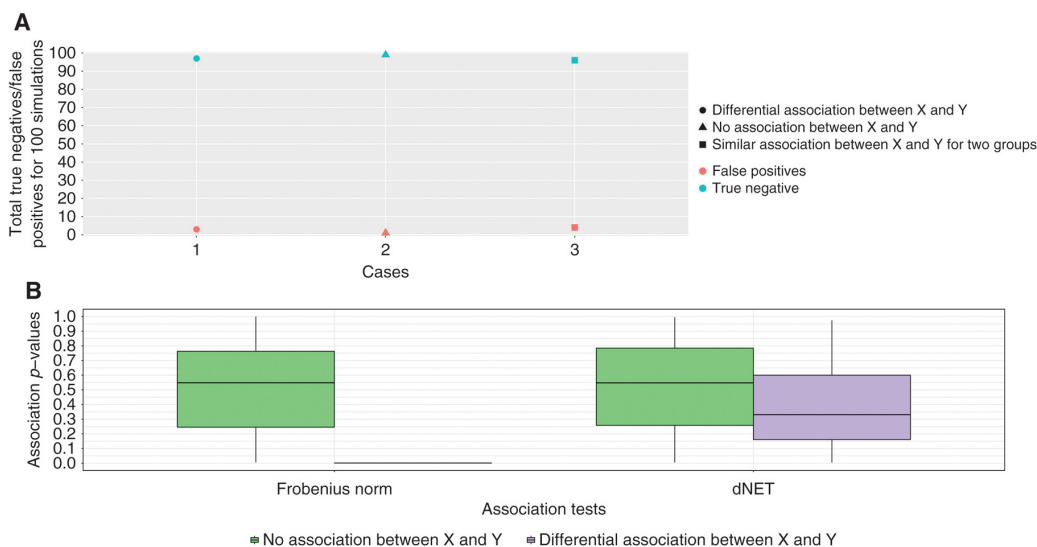 A
Total true negatives/false
positives for 100 simulations
100
90
80
70
60
50
40
30
20
10
0
1 2 3
Cases
Differential association between X and Y
No association between X and Y
Similar association between X and Y for two groups
False positives
True negative
B
Association p–values
1.0
0.9
0.8
0.7
0.6
0.5
0.4
0.3
0.2
0.1
0.0
Frobenius norm dNET
Association tests
No association between X and Y Differential association between X and Y